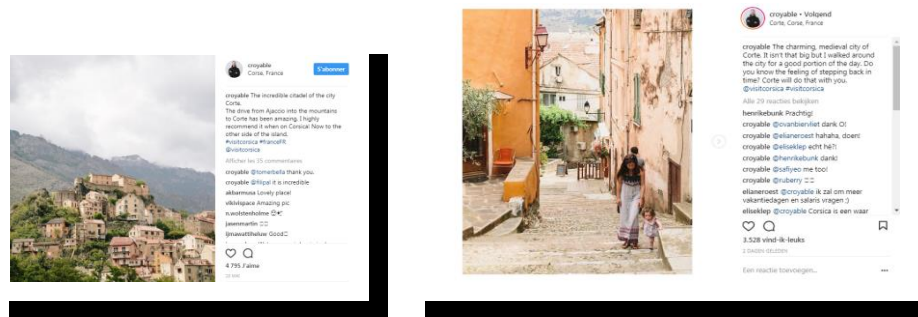 croyable
Corse, France
S'abonner
croyable The incredible citadel of the city
Corte.
The drive from Ajaccio into the mountains
to Corte has been amazing. I highly
recommend it when on Corsica! Now to the
other side of the island.
#visitcorsica #franceFR
@visitcorsica
Afficher les 35 commentaires
croyable @tomerbella thank you.
croyable @filipal it is incredible
akbarmusa Lovely place!
vikivispace Amazing pic
n.wolstenholme
jasenmartin
Good
4 795 J'aime
croyable • Volgend
Corte, Corse, France
croyable The charming, medieval city of
Corte. It isn't that big but I walked around
the city for a good portion of the day. Do
you know the feeling of stepping back in
time? Corte will do that with you.
@visitcorsica #visitcorsica
Alle 29 reacties bekijken
henrikebunk Prachtig!
croyable @ovanbiervliet dank O!
croyable @elianeroest hahaha, doen!
croyable @eliseklep echt hè?!
croyable @henrikebunk dank!
croyable @safiyeo me too!
croyable @ruberry
elianeroest @croyable ik zal om meer
vakantiedagen en salaris vragen ;)
eliseklep @croyable Corsica is een waar
3.528 vind-ik-leuks
2 DAGEN GELEDEN
Een reactie toevoegen...